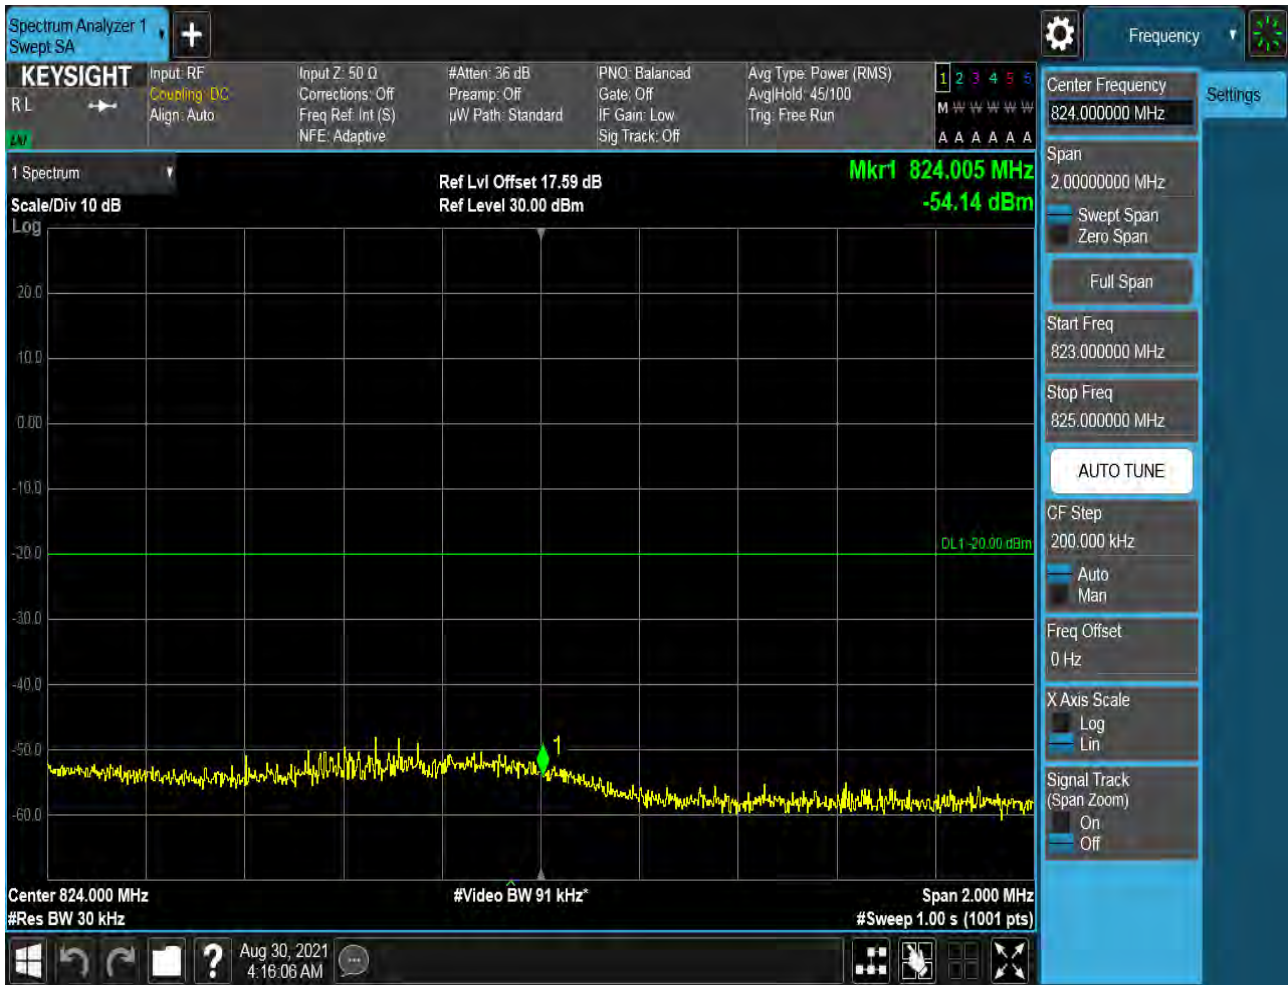 Spectrum Analyzer 1
Swept SA
Frequency
KEYSIGHT
R L
Input: RF
Coupling: DC
Align: Auto
Input Z: 50 Ω
Corrections: Off
Freq Ref: Int (S)
NFE: Adaptive
#Atten: 36 dB
Preamp: Off
µW Path: Standard
PNO: Balanced
Gate: Off
IF Gain: Low
Sig Track: Off
Avg Type: Power (RMS)
Avg|Hold: 45/100
Trig: Free Run
1 2 3 4 5 6
M W W W W W
A A A A A A
1 Spectrum
Scale/Div 10 dB
Log
Ref Lvl Offset 17.59 dB
Ref Level 30.00 dBm
Mkr1 824.005 MHz
-54.14 dBm
20.0
10.0
0.00
-10.0
-20.0
-30.0
-40.0
-50.0
-60.0
DL1 -20.00 dBm
1
Center 824.000 MHz
#Res BW 30 kHz
#Video BW 91 kHz*
Span 2.000 MHz
#Sweep 1.00 s (1001 pts)
Center Frequency
824.000000 MHz
Settings
Span
2.00000000 MHz
Swept Span
Zero Span
Full Span
Start Freq
823.000000 MHz
Stop Freq
825.000000 MHz
AUTO TUNE
CF Step
200.000 kHz
Auto
Man
Freq Offset
0 Hz
X Axis Scale
Log
Lin
Signal Track
(Span Zoom)
On
Off
?
Aug 30, 2021
4:16:06 AM